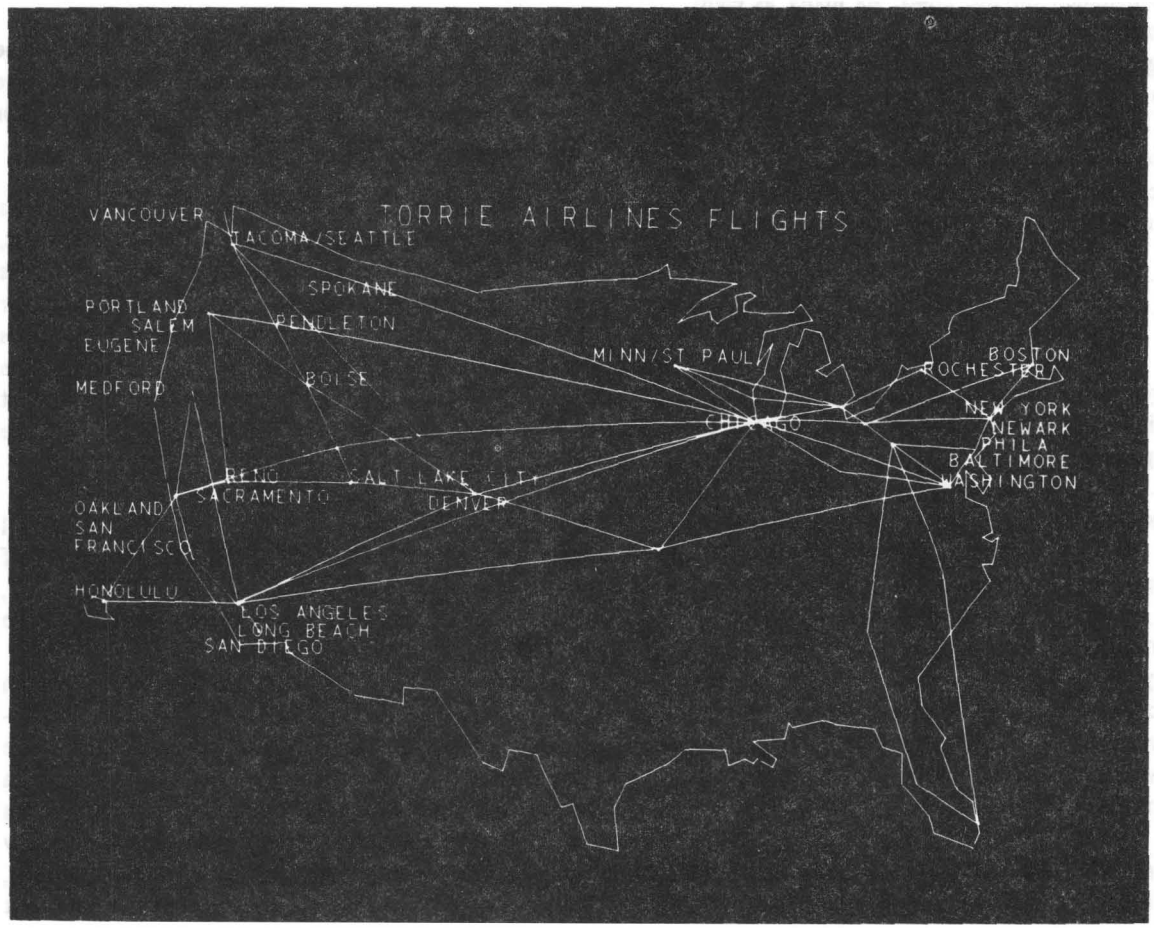 TORRIE AIRLINES FLIGHTS
VANCOUVER
TACOMA/SEATTLE
SPOKANE
PORTLAND
SALEM
PENDLETON
EUGENE
MINN/ST PAUL
BOSTON
ROCHESTER
MEDFORD
BOISE
NEW YORK
CHICAGO
NEWARK
PHILA
BALTIMORE
RENO
SALT LAKE CITY
WASHINGTON
SACRAMENTO
DENVER
OAKLAND
SAN
FRANCISCO
HONOLULU
LOS ANGELES
LONG BEACH
SAN DIEGO